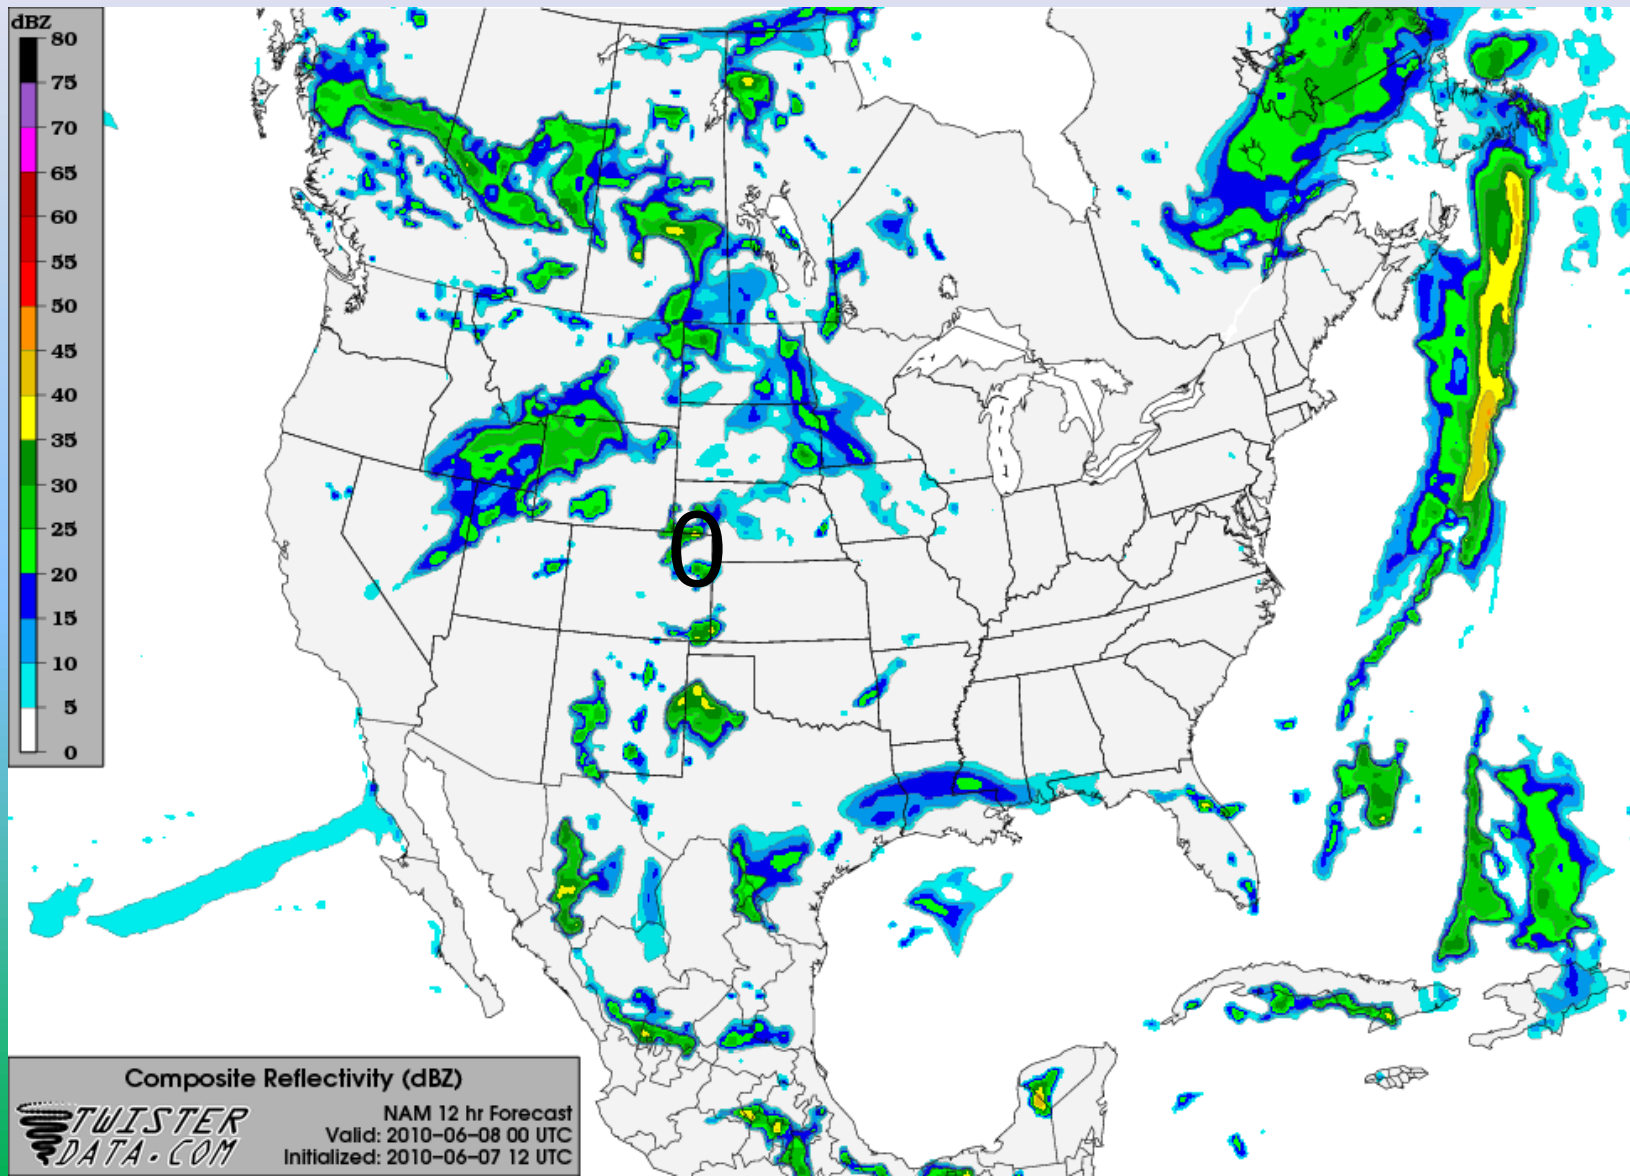 dBZ
80
75
70
65
60
55
50
45
40
35
30
25
20
15
10
5
0
0
Composite Reflectivity (dBZ)
TWISTER
DATA.COM
NAM 12 hr Forecast
Valid: 2010-06-08 00 UTC
Initialized: 2010-06-07 12 UTC